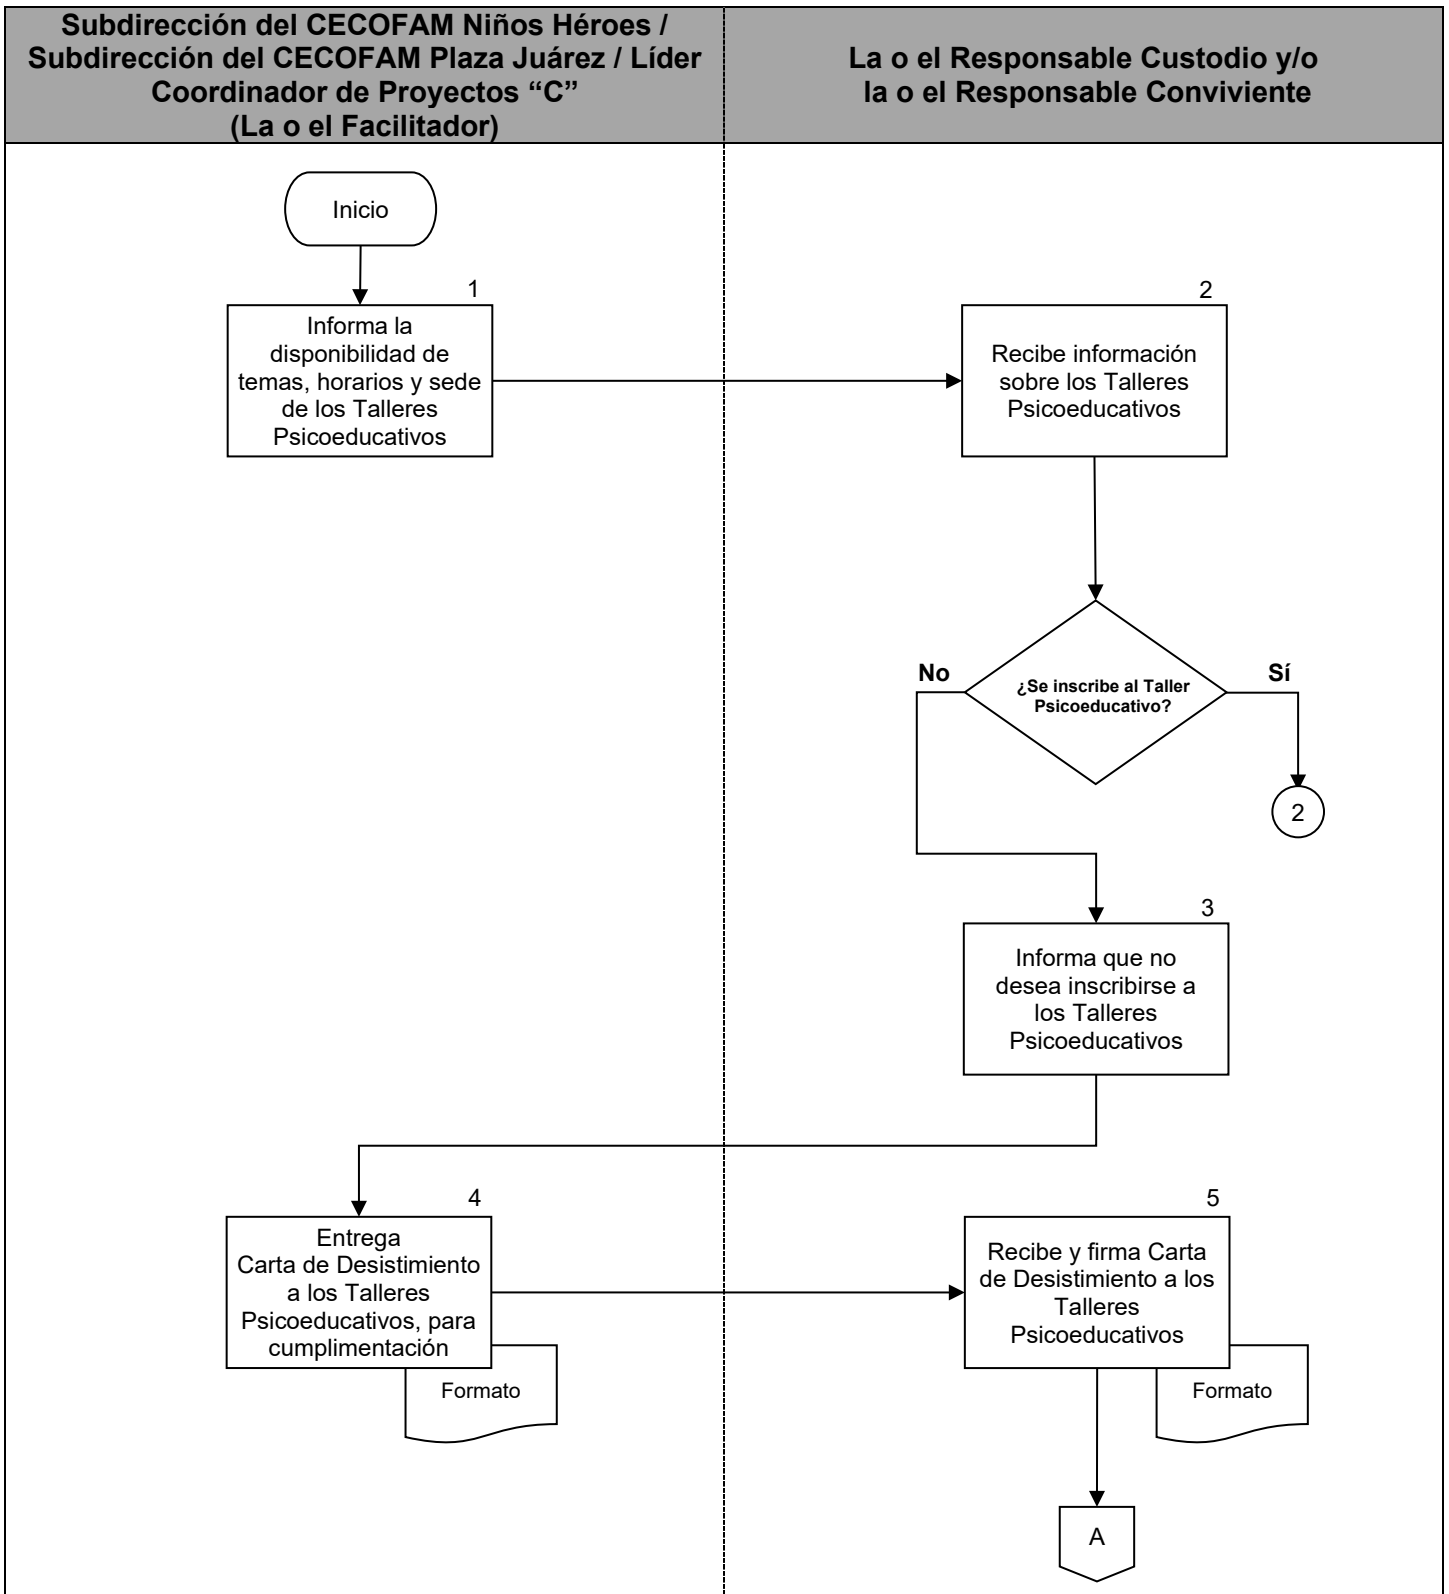 Subdirección del CECOFAM Niños Héroes /
Subdirección del CECOFAM Plaza Juárez / Líder
Coordinador de Proyectos “C”
(La o el Facilitador)
La o el Responsable Custodio y/o
la o el Responsable Conviviente
Inicio
1
Informa la
disponibilidad de
temas, horarios y sede
de los Talleres
Psicoeducativos
2
Recibe información
sobre los Talleres
Psicoeducativos
No
¿Se inscribe al Taller
Psicoeducativo?
Sí
2
3
Informa que no
desea inscribirse a
los Talleres
Psicoeducativos
4
Entrega
Carta de Desistimiento
a los Talleres
Psicoeducativos, para
cumplimentación
Formato
5
Recibe y firma Carta
de Desistimiento a los
Talleres
Psicoeducativos
Formato
A